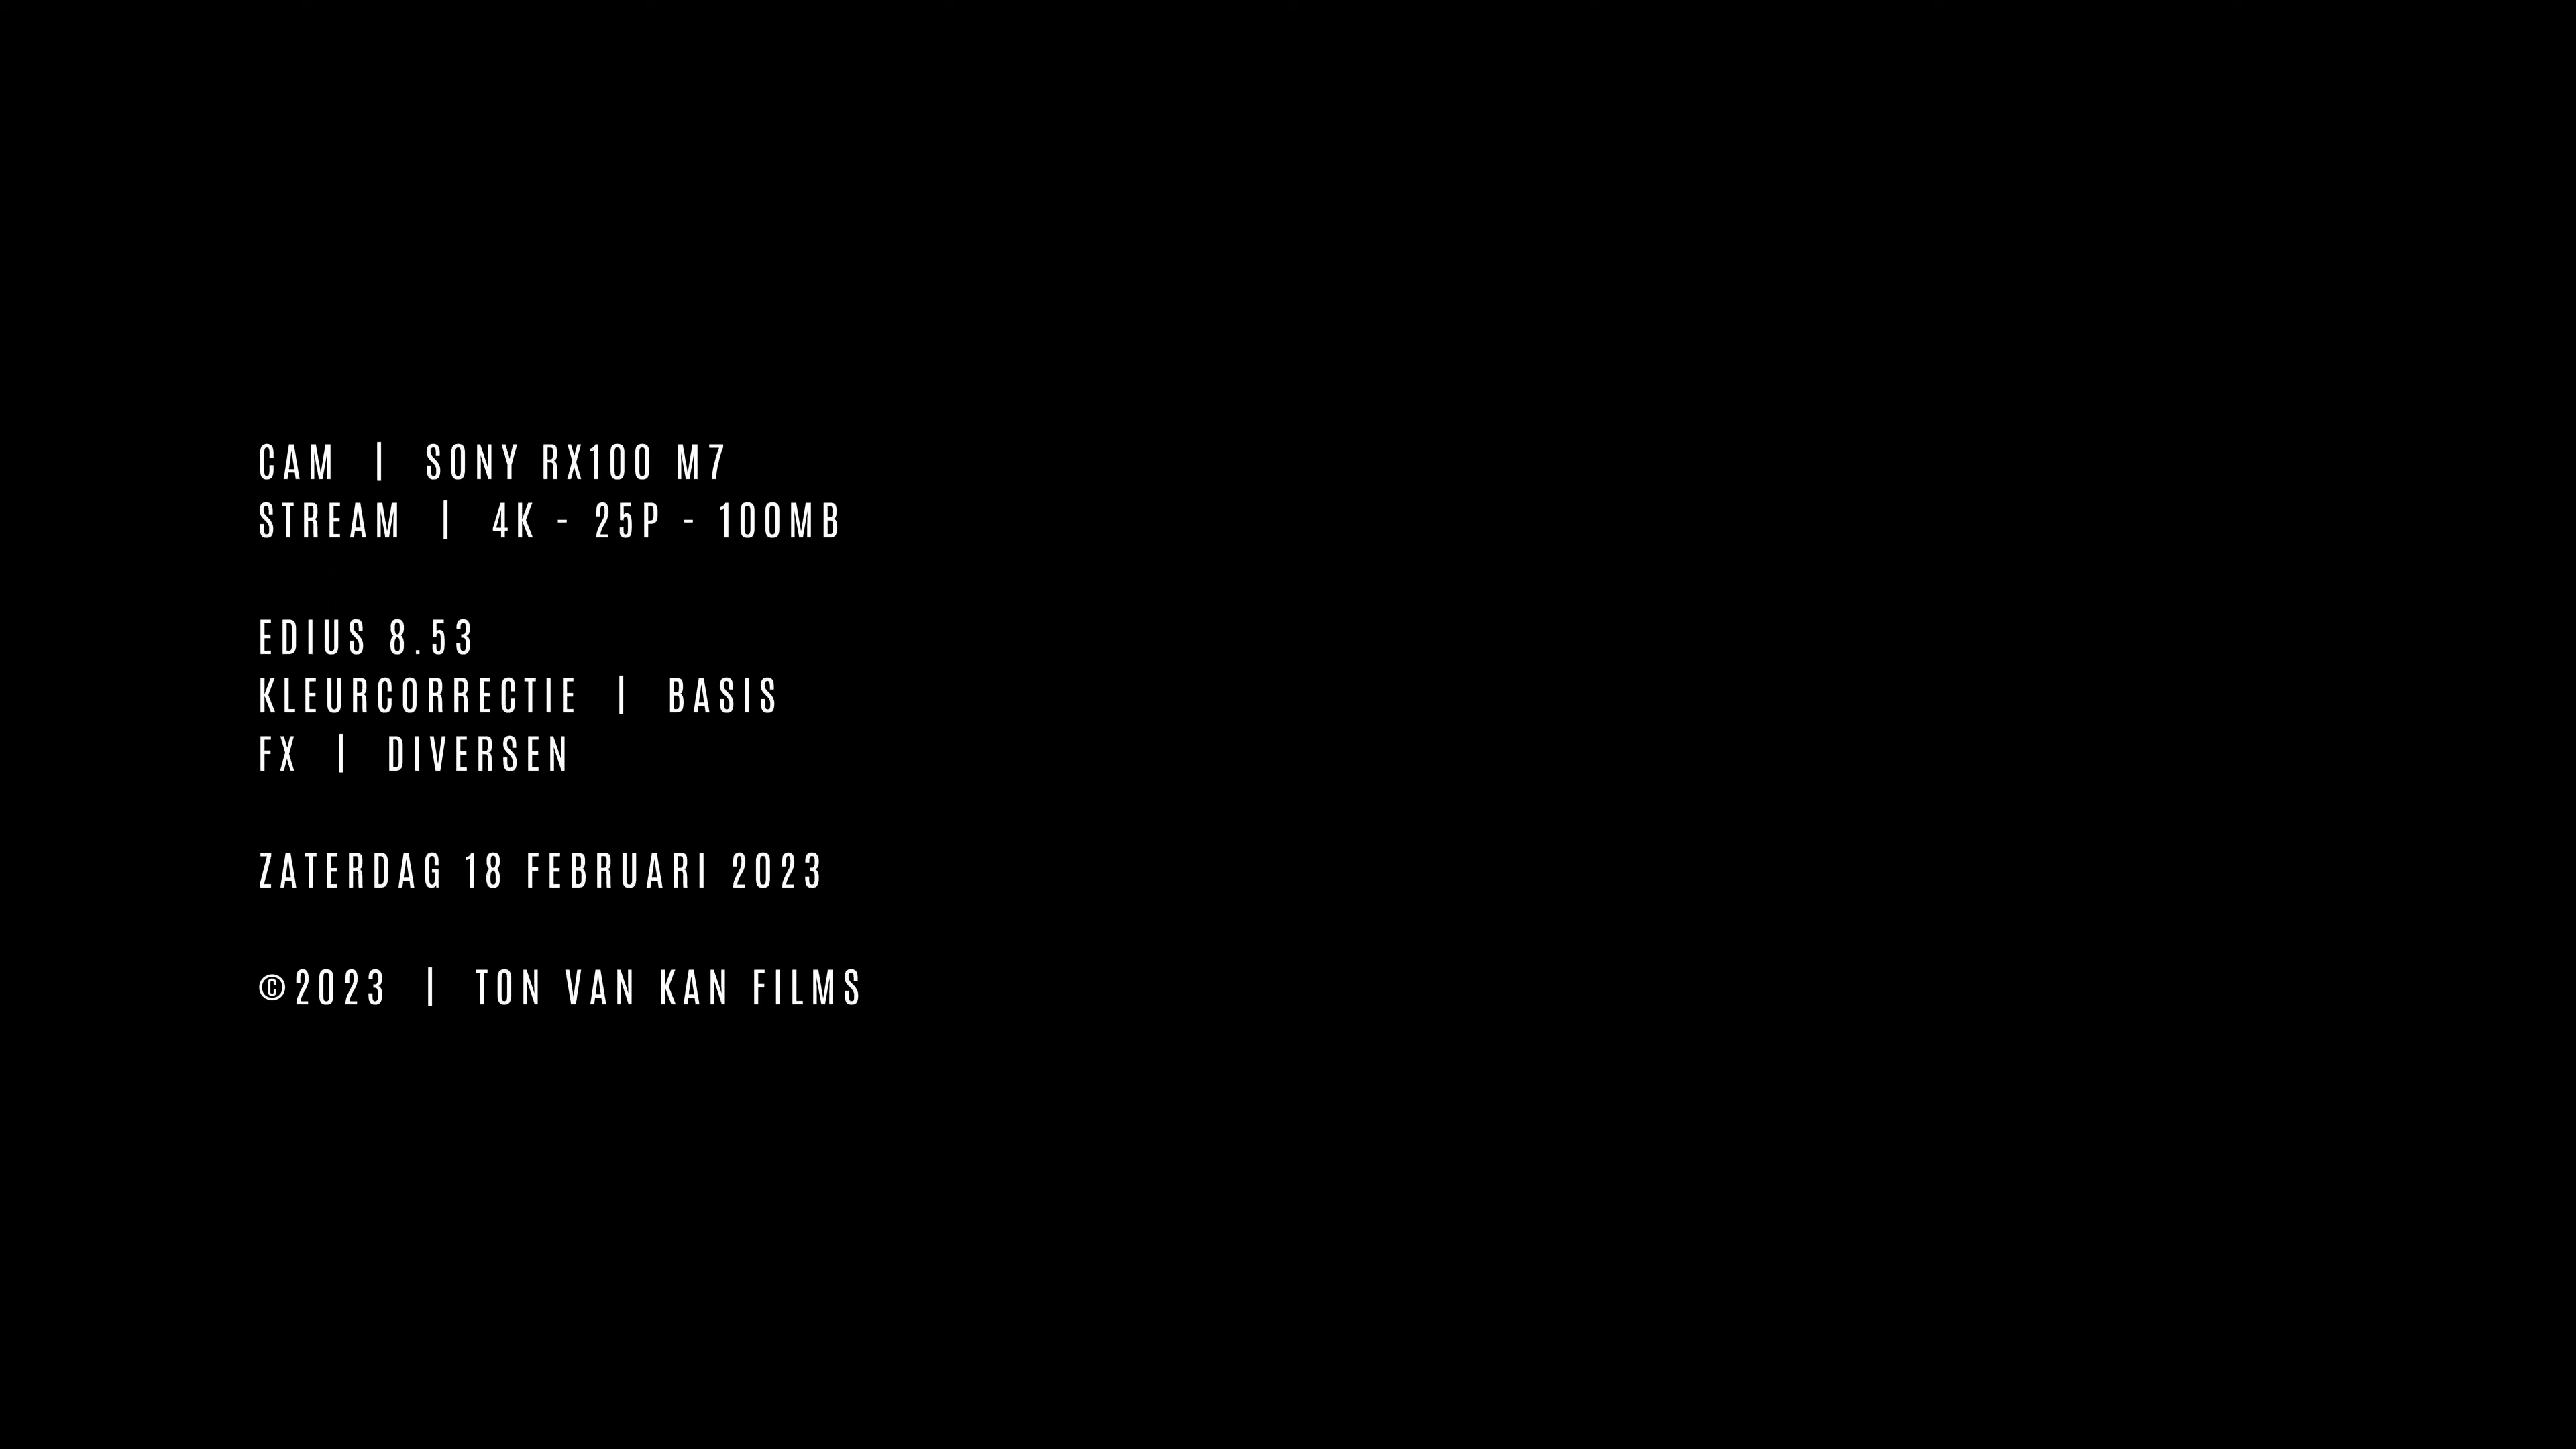 CAM | SONY RX100 M7
STREAM | 4K - 25P - 100MB
EDIUS 8.53
KLEURCORRECTIE | BASIS
FX | DIVERSEN
ZATERDAG 18 FEBRUARI 2023
©2023 | TON VAN KAN FILMS